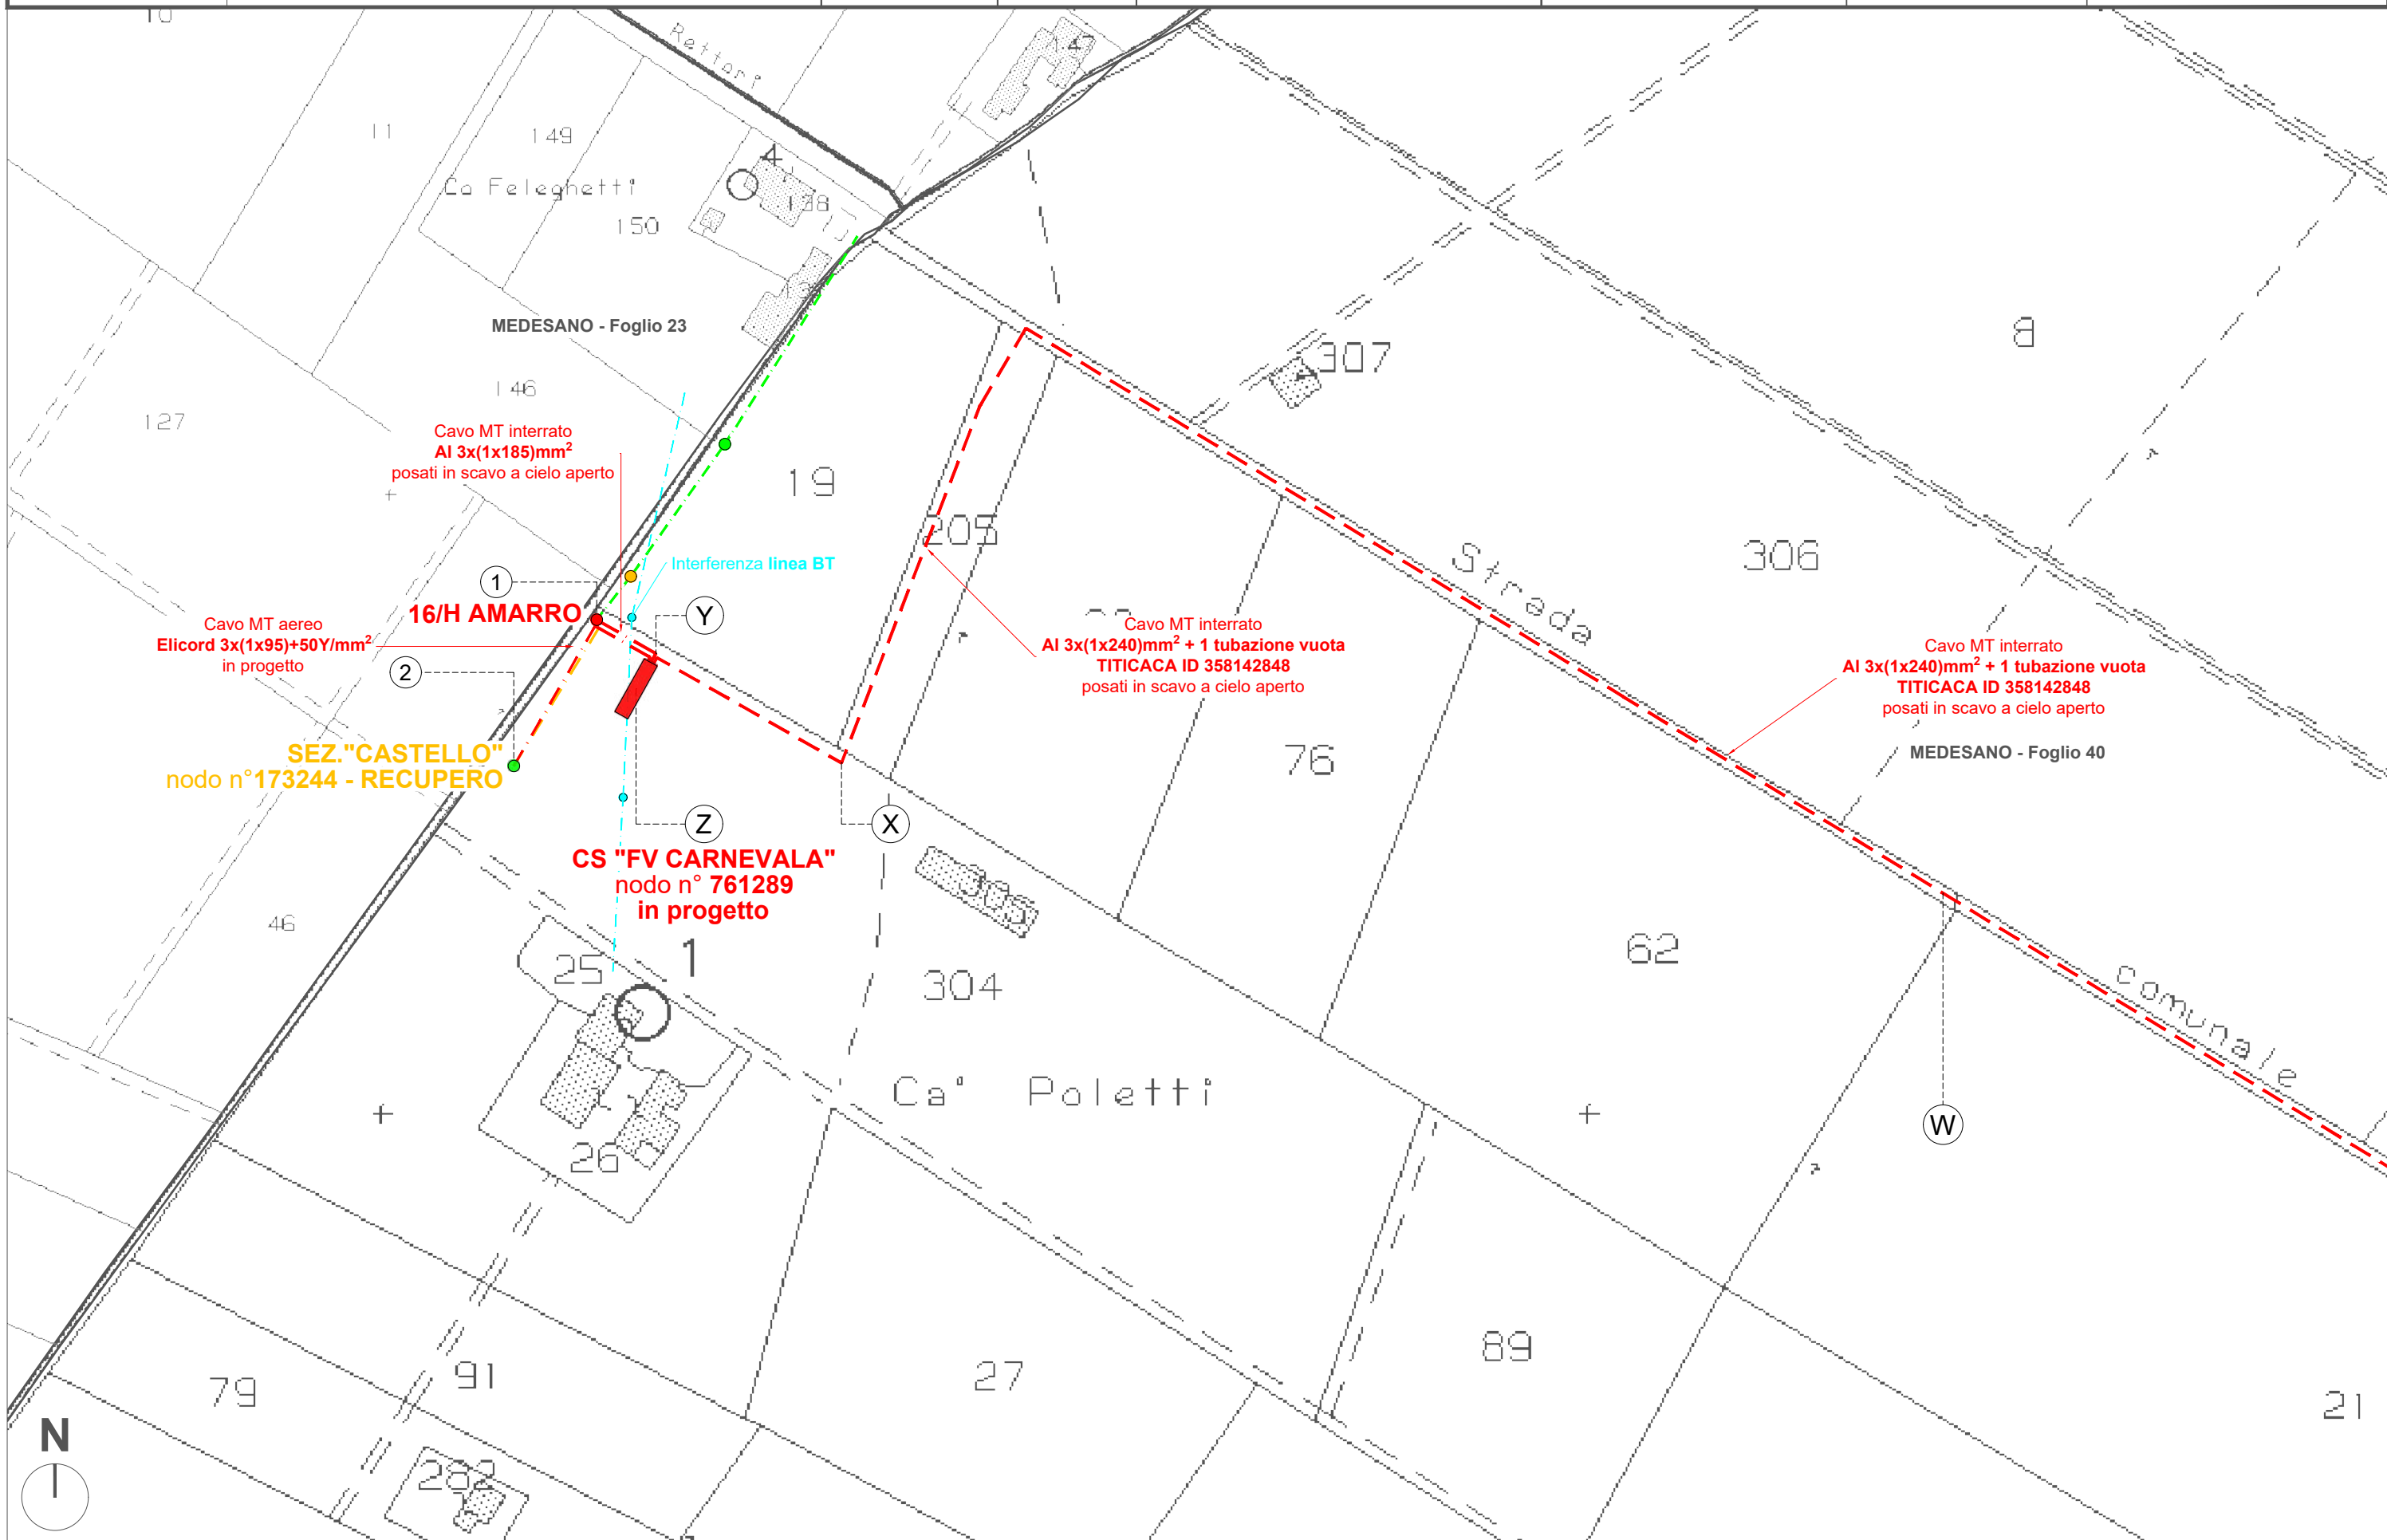 10
Rettori
147
11
149
4
Ca Feleghetti
138
150
MEDESANO - Foglio 23
307
8
146
127
Cavo MT interrato
Al 3x(1x185)mm²
posati in scavo a cielo aperto
19
205
Strada
306
Interferenza linea BT
1
16/H AMARRO
Y
Cavo MT aereo
Elicord 3x(1x95)+50Y/mm²
in progetto
2
Cavo MT interrato
Al 3x(1x240)mm² + 1 tubazione vuota
TITICACA ID 358142848
posati in scavo a cielo aperto
Cavo MT interrato
Al 3x(1x240)mm² + 1 tubazione vuota
TITICACA ID 358142848
posati in scavo a cielo aperto
MEDESANO - Foglio 40
SEZ."CASTELLO"
nodo n°173244 - RECUPERO
76
Z
X
CS "FV CARNEVALA"
nodo n° 761289
in progetto
305
46
62
1
25
304
comunale
Ca' Poletti
W
26
89
91
27
79
21
N
282